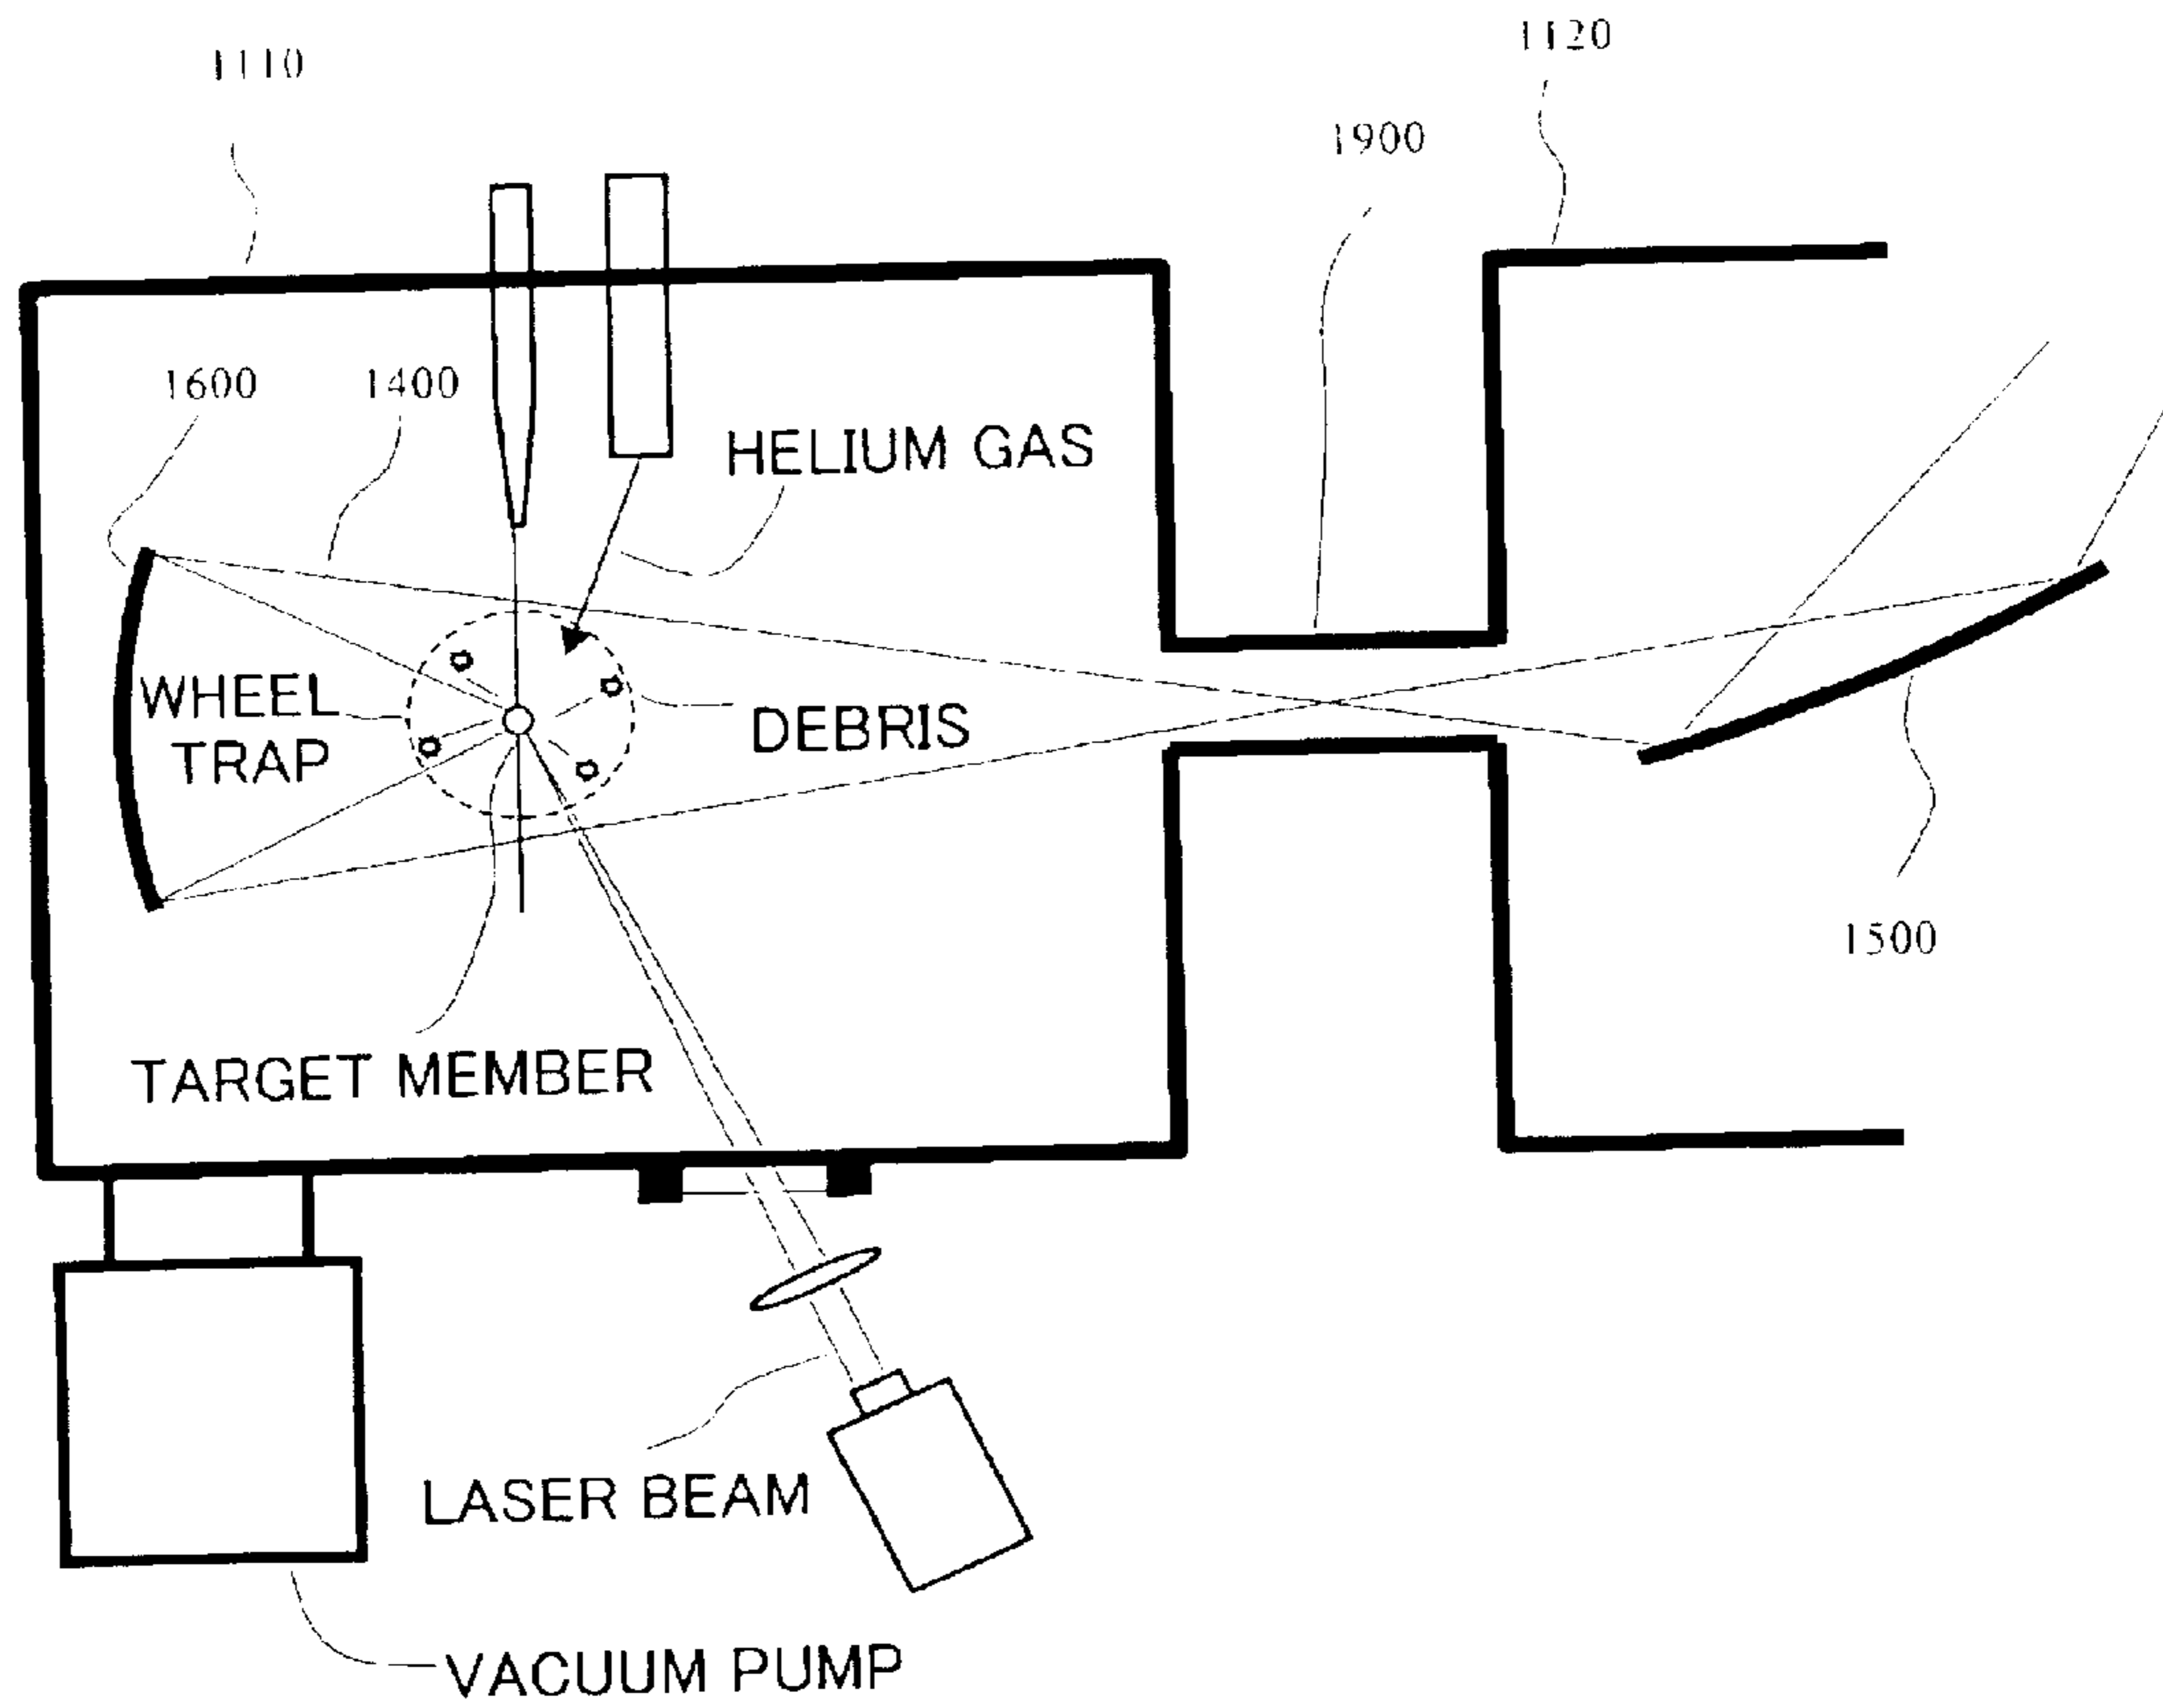 1120
1110
1900
1600
1400
HELIUM GAS
WHEEL
TRAP
DEBRIS
1500
TARGET MEMBER
LASER BEAM
VACUUM PUMP